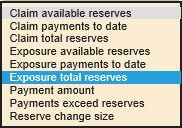 Claim available reserves
Claim payments to date
Claim total reserves
Exposure available reserves
Exposure payments to date
Exposure total reserves
Payment amount
Payments exceed reserves
Reserve change size